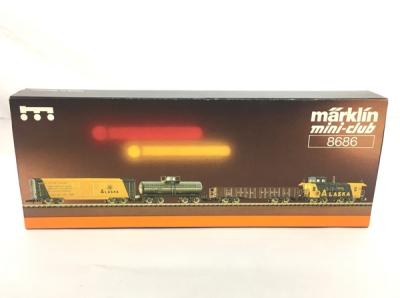 märklin
mini-club
8686
ALASKA
ALASKA